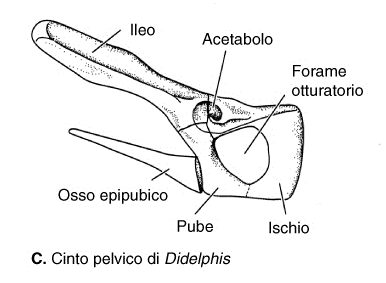 Ileo
Acetabolo
Forame
otturatorio
Osso epipubico
Pube
Ischio
C. Cinto pelvico di Didelphis